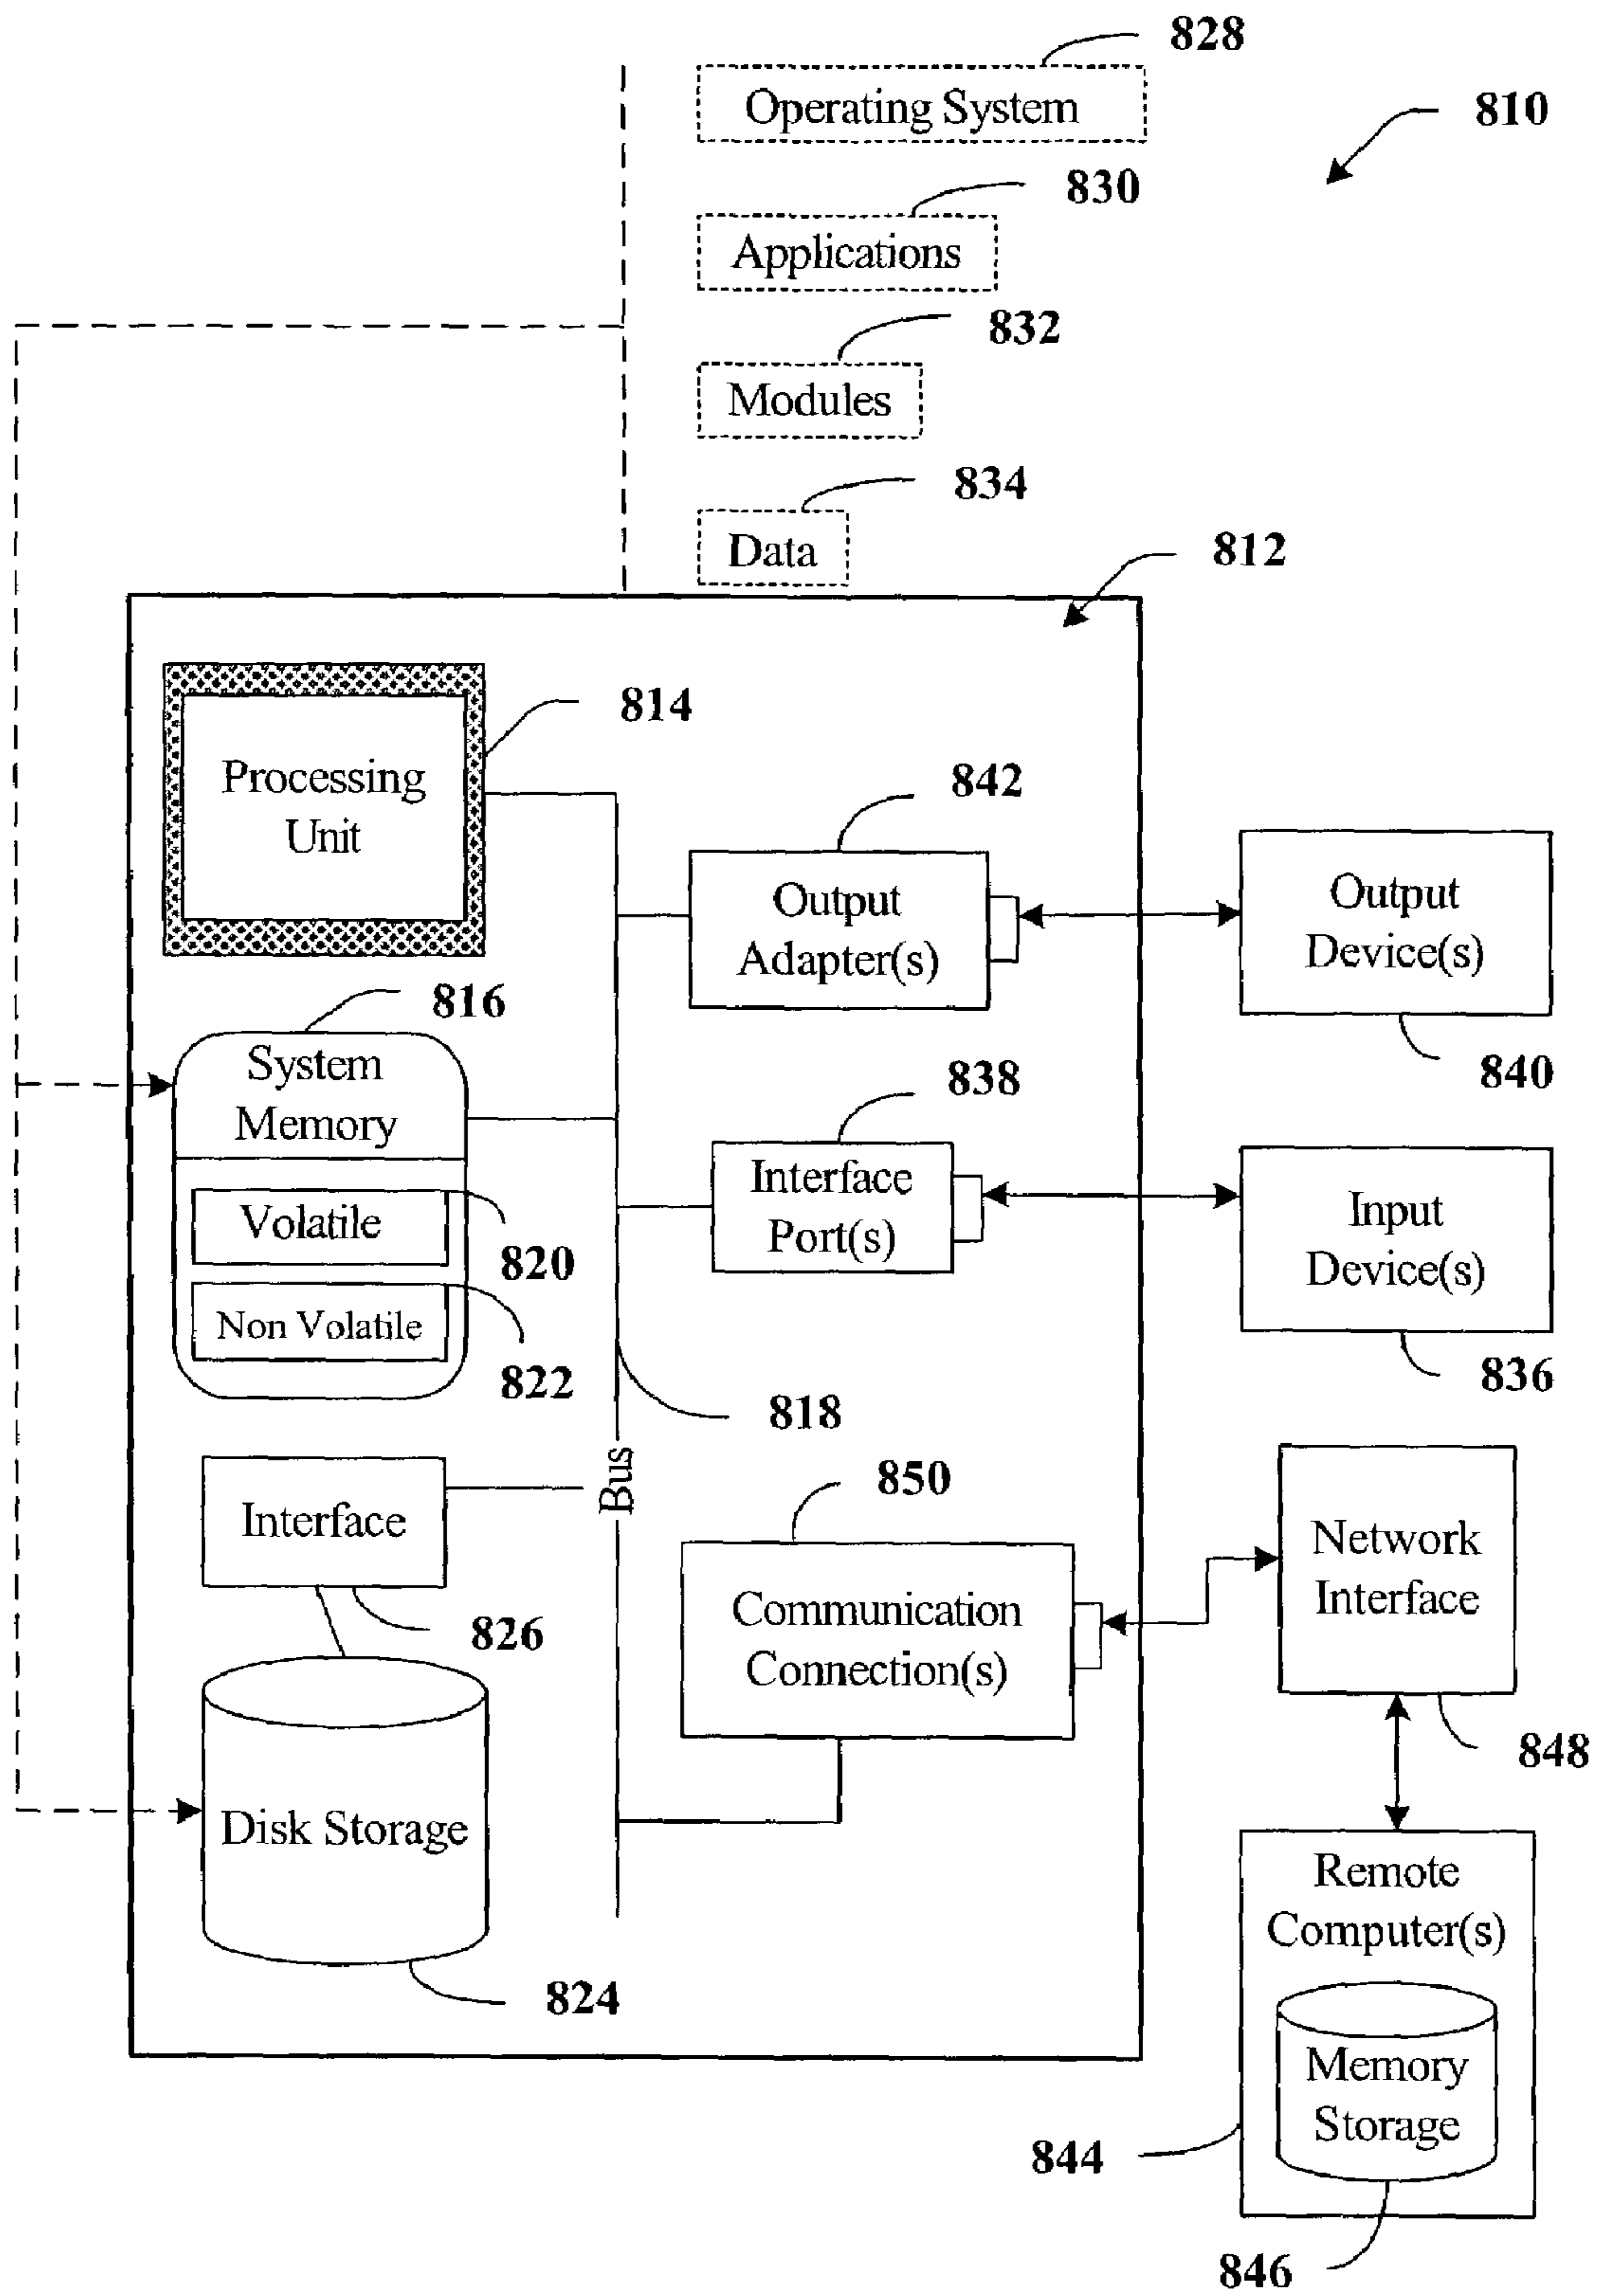 828
Operating System
810
830
Applications
832
Modules
834
Data
812
814
Processing
Unit
842
Output
Adapter(s)
Output
Device(s)
840
816
System
Memory
838
Interface
Port(s)
Input
Device(s)
836
Volatile
820
Non Volatile
822
818
Bus
850
Interface
826
Communication
Connection(s)
Network
Interface
848
Disk Storage
824
Remote
Computer(s)
Memory
Storage
844
846